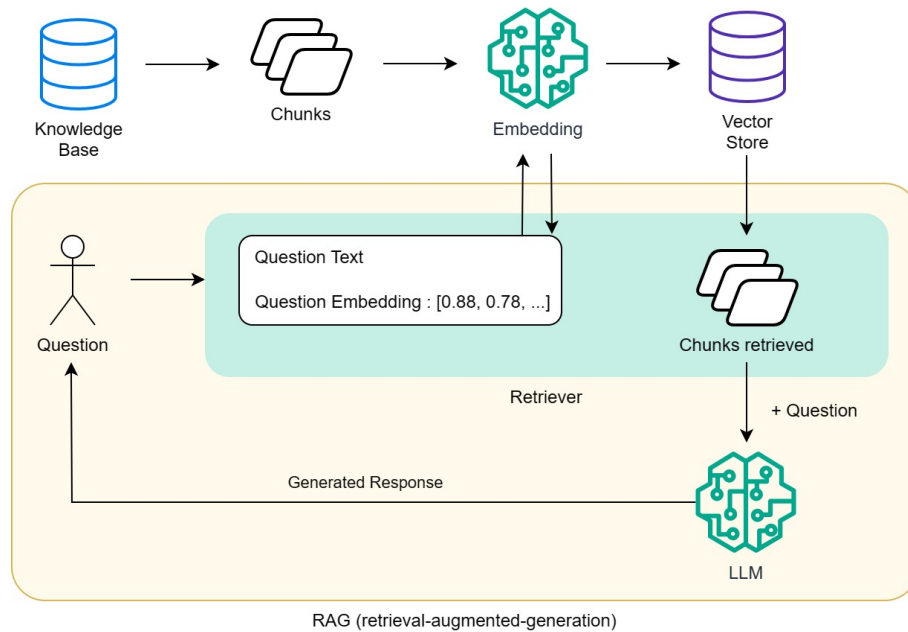 Knowledge
Base
Chunks
Embedding
Vector
Store
Question Text
Question Embedding : [0.88, 0.78, ...]
Question
Chunks retrieved
Retriever
+ Question
Generated Response
LLM
RAG (retrieval-augmented-generation)